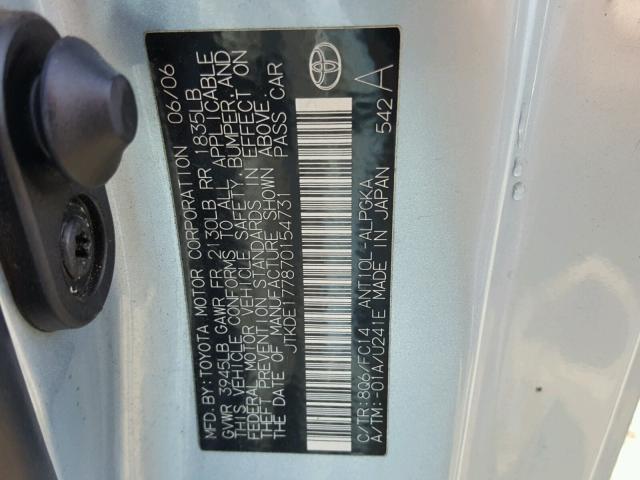 MFD. BY: TOYOTA MOTOR CORPORATION 06/06
GVWR 3945LB GAWR FR 2130LB RR 1835LB
THIS VEHICLE CONFORMS TO ALL APPLICABLE
FEDERAL MOTOR VEHICLE SAFETY, BUMPER, AND
THEFT PREVENTION STANDARDS IN EFFECT ON
THE DATE OF MANUFACTURE SHOWN ABOVE.
JTKDE177870154731 PASS CAR
C/TR: 8Q6/FC14 ANT10L-ALPGKA
A/TM: -01A/U241E MADE IN JAPAN 542 A